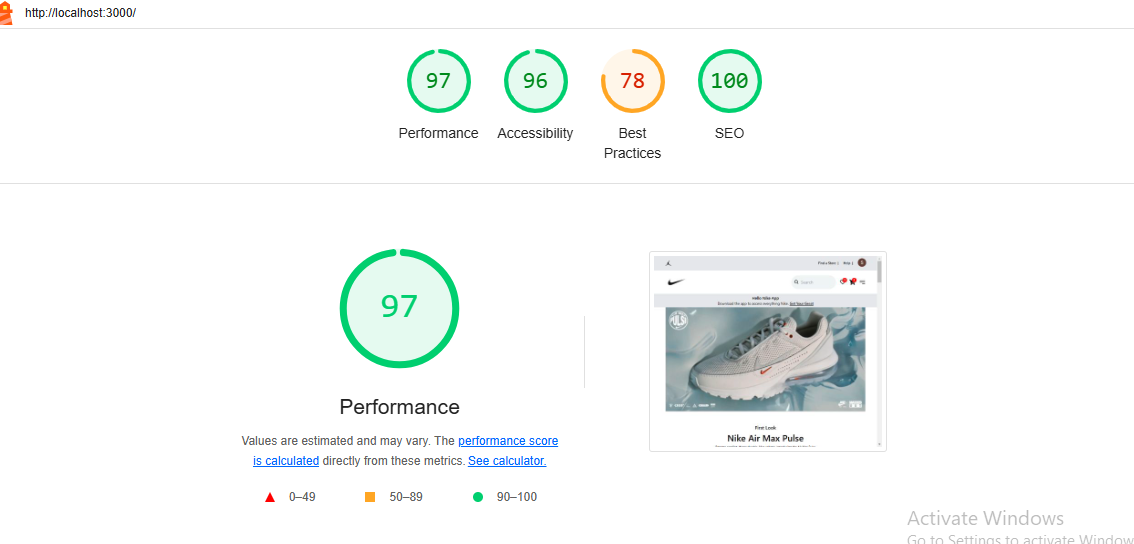 http://localhost:3000/
97
96
78
100
Performance
Accessibility
Best
Practices
SEO
97
Performance
Values are estimated and may vary. The performance score
is calculated directly from these metrics. See calculator.
0–49
50–89
90–100
Find a Store | Help |
Search
Hello Nike App
Download the app to access everything Nike. Get Your Great
First Look
Nike Air Max Pulse
Activate Windows
Go to Settings to activate Window